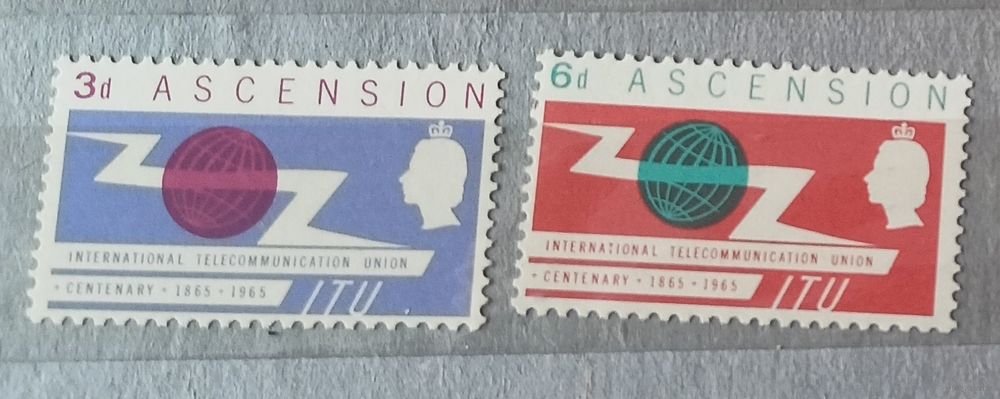 3d ASCENSION
INTERNATIONAL TELECOMMUNICATION UNION
• CENTENARY • 1865 • 1965
ITU
6d ASCENSION
INTERNATIONAL TELECOMMUNICATION UNION
• CENTENARY • 1865 • 1965
ITU